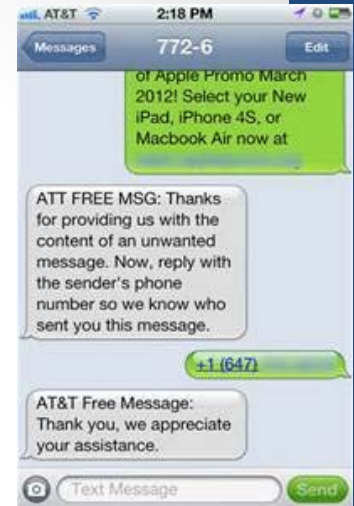 AT&T 2:18 PM
Messages 772-6 Edit
of Apple Promo March
2012! Select your New
iPad, iPhone 4S, or
Macbook Air now at
ATT FREE MSG: Thanks
for providing us with the
content of an unwanted
message. Now, reply with
the sender's phone
number so we know who
sent you this message.
+1 (647)
AT&T Free Message:
Thank you, we appreciate
your assistance.
Text Message Send